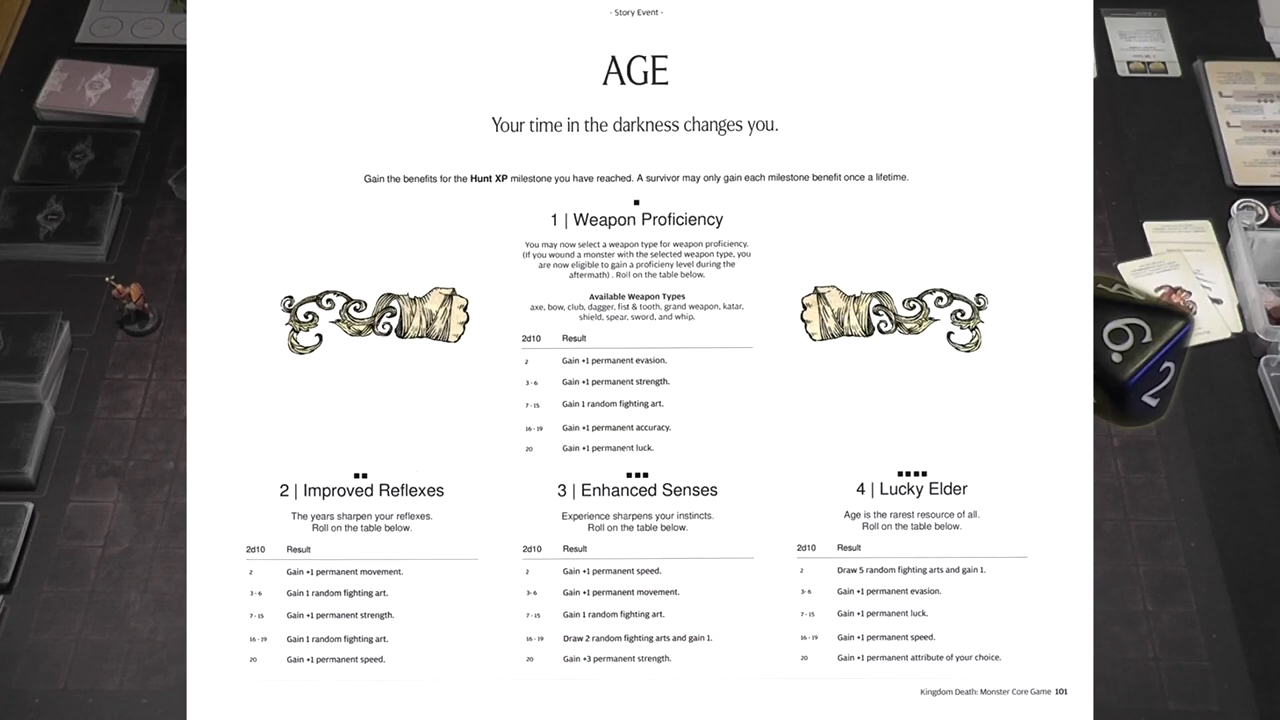 - Story Event -
AGE
Your time in the darkness changes you.
Gain the benefits for the Hunt XP milestone you have reached. A survivor may only gain each milestone benefit once a lifetime.
1 | Weapon Proficiency
You may now select a weapon type for weapon proficiency.
(If you wound a monster with the selected weapon type, you
are now eligible to gain a proficieny level during the
aftermath) . Roll on the table below.
Available Weapon Types
axe, bow, club, dagger, fist & tooth, grand weapon, katar,
shield, spear, sword, and whip.
2d10 Result
2 Gain +1 permanent evasion.
3 - 6 Gain +1 permanent strength.
7 - 15 Gain 1 random fighting art.
16 - 19 Gain +1 permanent accuracy.
20 Gain +1 permanent luck.
2 | Improved Reflexes
The years sharpen your reflexes.
Roll on the table below.
2d10 Result
2 Gain +1 permanent movement.
3 - 6 Gain 1 random fighting art.
7 - 15 Gain +1 permanent strength.
16 - 19 Gain 1 random fighting art.
20 Gain +1 permanent speed.
3 | Enhanced Senses
Experience sharpens your instincts.
Roll on the table below.
2d10 Result
2 Gain +1 permanent speed.
3- 6 Gain +1 permanent movement.
7 - 15 Gain 1 random fighting art.
16 - 19 Draw 2 random fighting arts and gain 1.
20 Gain +3 permanent strength.
4 | Lucky Elder
Age is the rarest resource of all.
Roll on the table below.
2d10 Result
2 Draw 5 random fighting arts and gain 1.
3- 6 Gain +1 permanent evasion.
7 - 15 Gain +1 permanent luck.
16 - 19 Gain +1 permanent speed.
20 Gain +1 permanent attribute of your choice.
Kingdom Death: Monster Core Game 101
6.
2